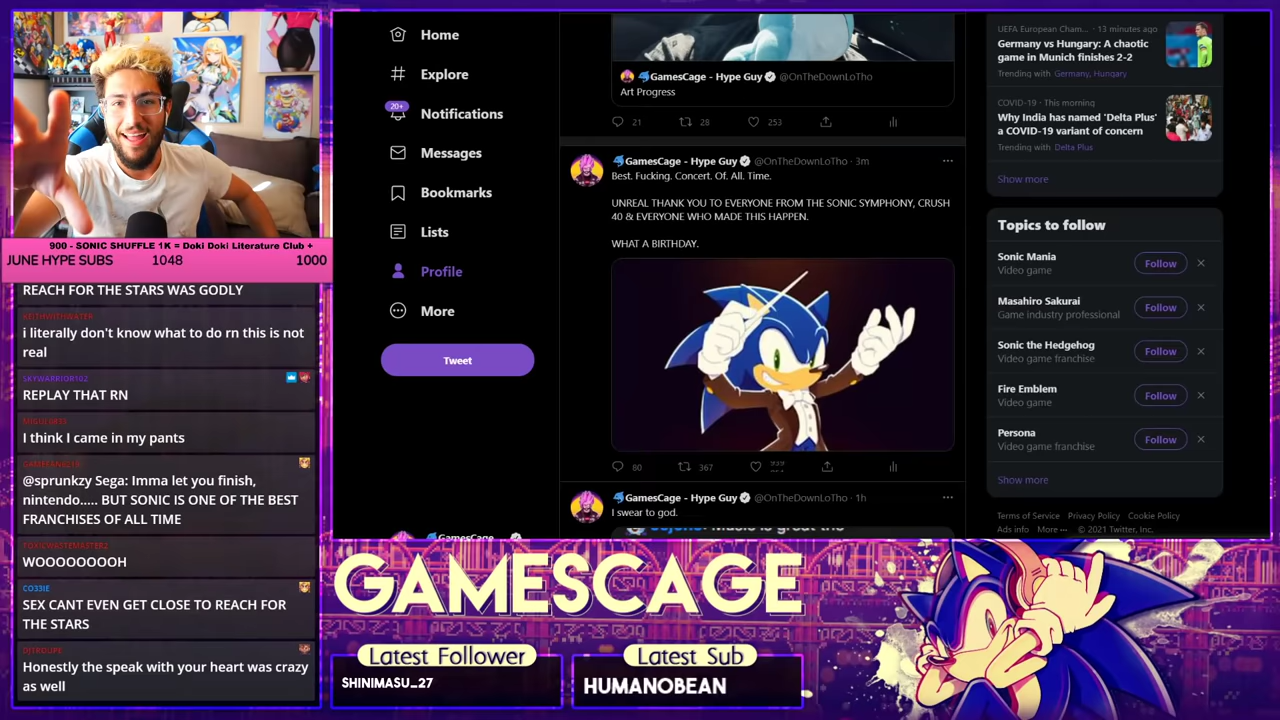 900 - SONIC SHUFFLE 1K = Doki Doki Literature Club +
JUNE HYPE SUBS 1048 1000
REACH FOR THE STARS WAS GODLY
KEITHWITHWATER
i literally don't know what to do rn this is not
real
SKYWARRIOR102
REPLAY THAT RN
I think I came in my pants
@sprunkzy Sega: Imma let you finish,
nintendo..... BUT SONIC IS ONE OF THE BEST
FRANCHISES OF ALL TIME
TOXICWASTEMASTER2
WOOOOOOOOH
CO33IE
SEX CANT EVEN GET CLOSE TO REACH FOR
THE STARS
Honestly the speak with your heart was crazy
as well
Home
Explore
20+
Notifications
Messages
Bookmarks
Lists
Profile
More
Tweet
GamesCage
GamesCage - Hype Guy @OnTheDownLoTho
Art Progress
21 28 253
GamesCage - Hype Guy @OnTheDownLoTho · 3m
Best. Fucking. Concert. Of. All. Time.
UNREAL THANK YOU TO EVERYONE FROM THE SONIC SYMPHONY, CRUSH
40 & EVERYONE WHO MADE THIS HAPPEN.
WHAT A BIRTHDAY.
80 367 939
GamesCage - Hype Guy @OnTheDownLoTho · 1h
I swear to god.
UEFA European Cham... · 13 minutes ago
Germany vs Hungary: A chaotic
game in Munich finishes 2-2
Trending with Germany, Hungary
COVID-19 · This morning
Why India has named 'Delta Plus'
a COVID-19 variant of concern
Trending with Delta Plus
Show more
Topics to follow
Sonic Mania
Video game
Follow
Masahiro Sakurai
Game industry professional
Follow
Sonic the Hedgehog
Video game franchise
Follow
Fire Emblem
Video game
Follow
Persona
Video game franchise
Follow
Show more
Terms of Service Privacy Policy Cookie Policy
Ads info More ··· © 2021 Twitter, Inc.
GAMESCAGE
Latest Follower
SHINIMASU_27
Latest Sub
HUMANOBEAN